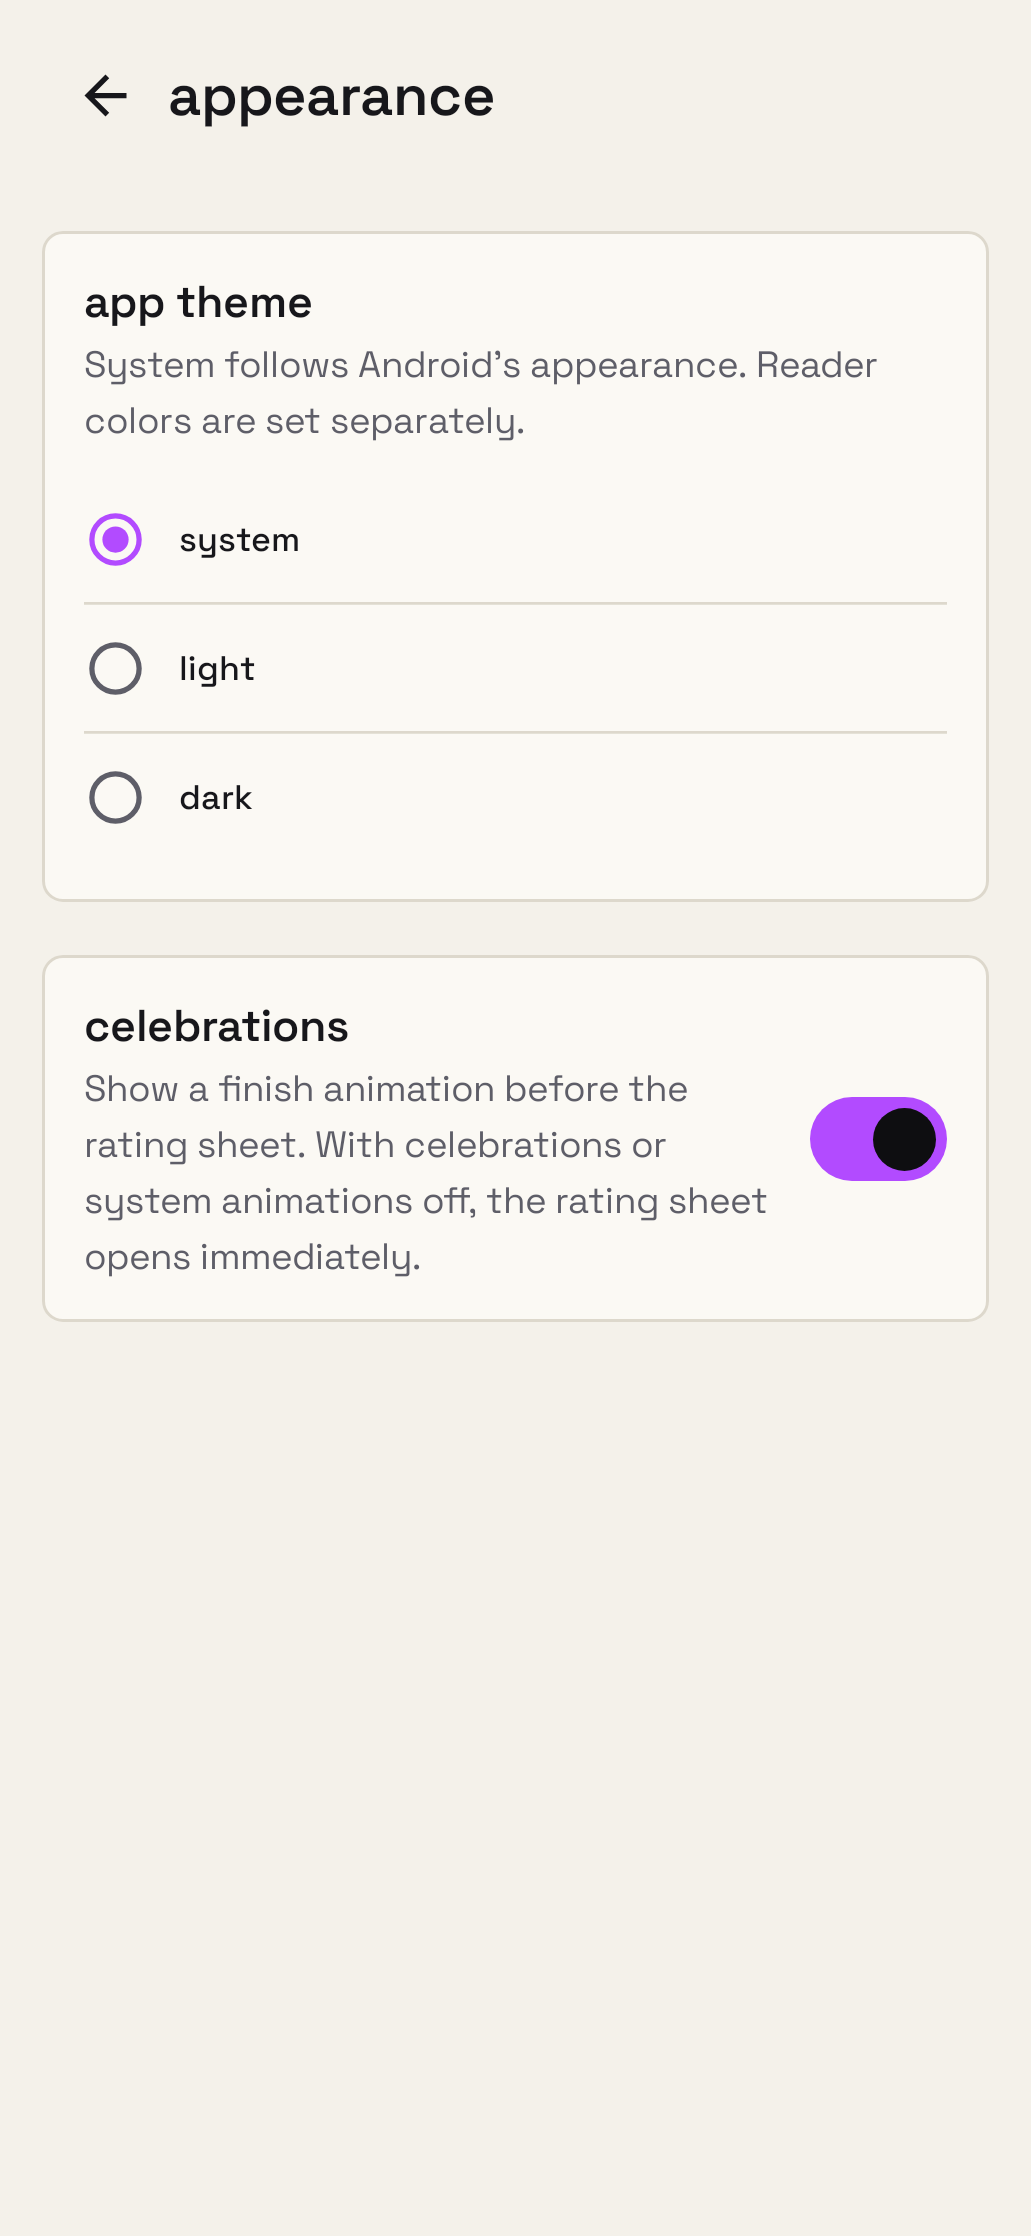 appearance
app theme
System follows Android's appearance. Reader
colors are set separately.
system
light
dark
celebrations
Show a finish animation before the
rating sheet. With celebrations or
system animations off, the rating sheet
opens immediately.